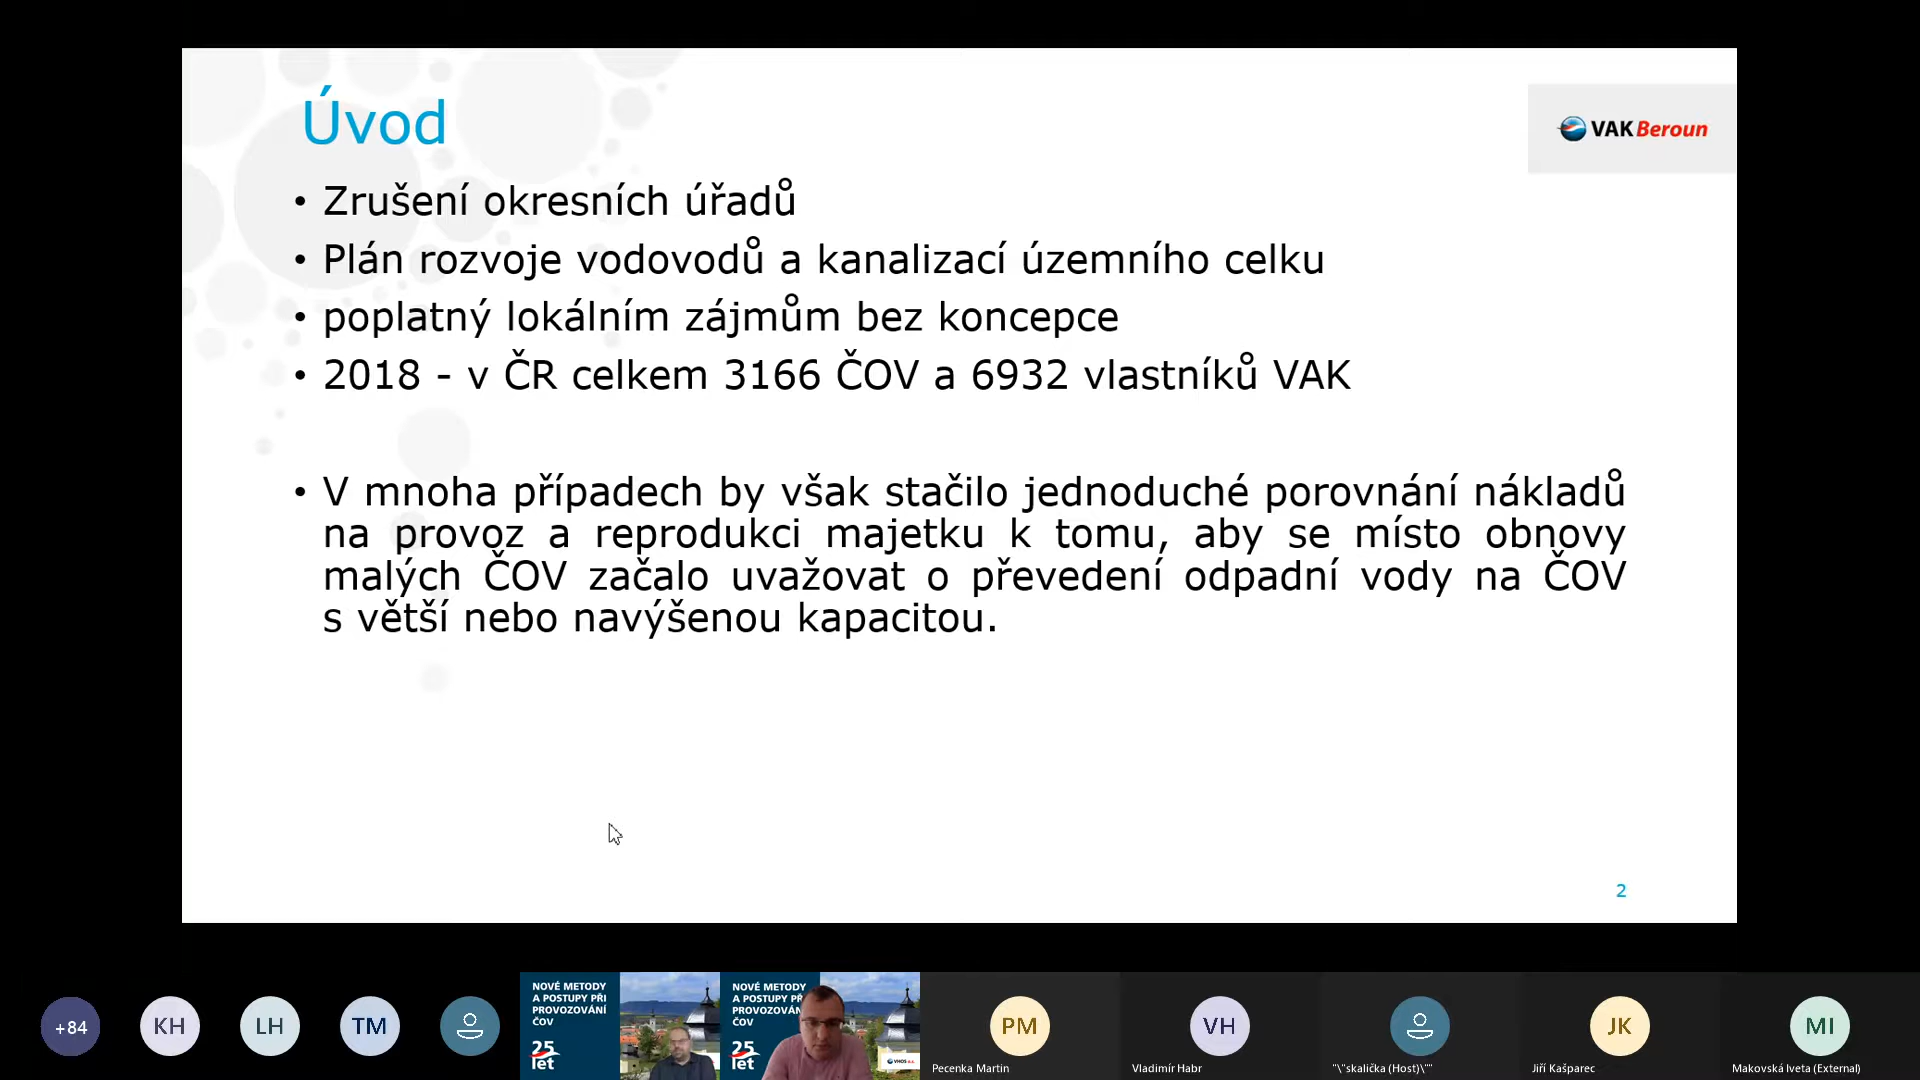 Úvod
VAK Beroun
• Zrušení okresních úřadů
• Plán rozvoje vodovodů a kanalizací územního celku
• poplatný lokálním zájmům bez koncepce
• 2018 - v ČR celkem 3166 ČOV a 6932 vlastníků VAK
• V mnoha případech by však stačilo jednoduché porovnání nákladů
na provoz a reprodukci majetku k tomu, aby se místo obnovy
malých ČOV začalo uvažovat o převedení odpadní vody na ČOV
s větší nebo navýšenou kapacitou.
2
+84
KH
LH
TM
NOVÉ METODY
A POSTUPY PŘI
PROVOZOVÁNÍ
ČOV
25
let
NOVÉ METODY
A POSTUPY PŘ
PROVOZOVÁN
ČOV
25
let
VHOS a.s.
PM
Pecenka Martin
VH
Vladimír Habr
"\"skalička (Host)\""
JK
Jiří Kašparec
MI
Makovská Iveta (External)